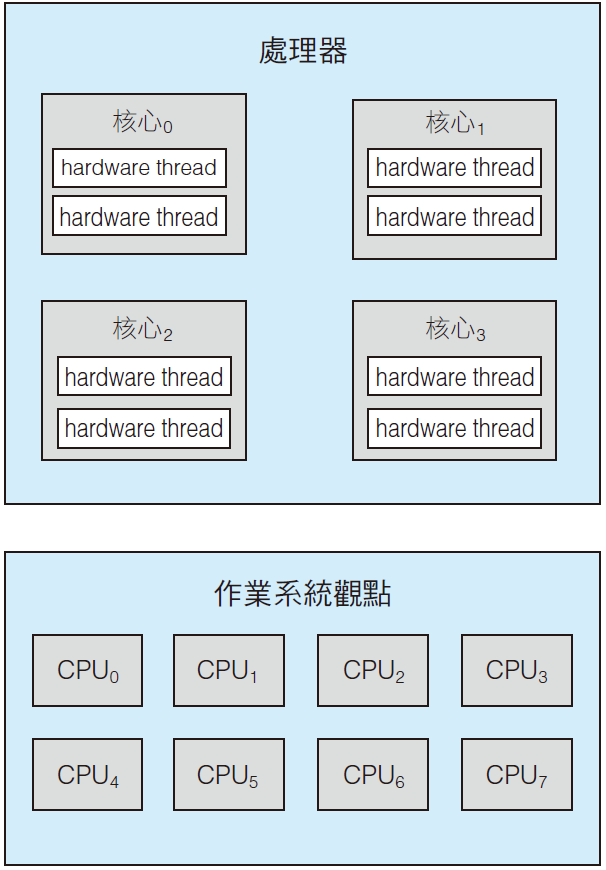 處理器
核心0
hardware thread
hardware thread
核心1
hardware thread
hardware thread
核心2
hardware thread
hardware thread
核心3
hardware thread
hardware thread
作業系統觀點
CPU0 CPU1 CPU2 CPU3
CPU4 CPU5 CPU6 CPU7